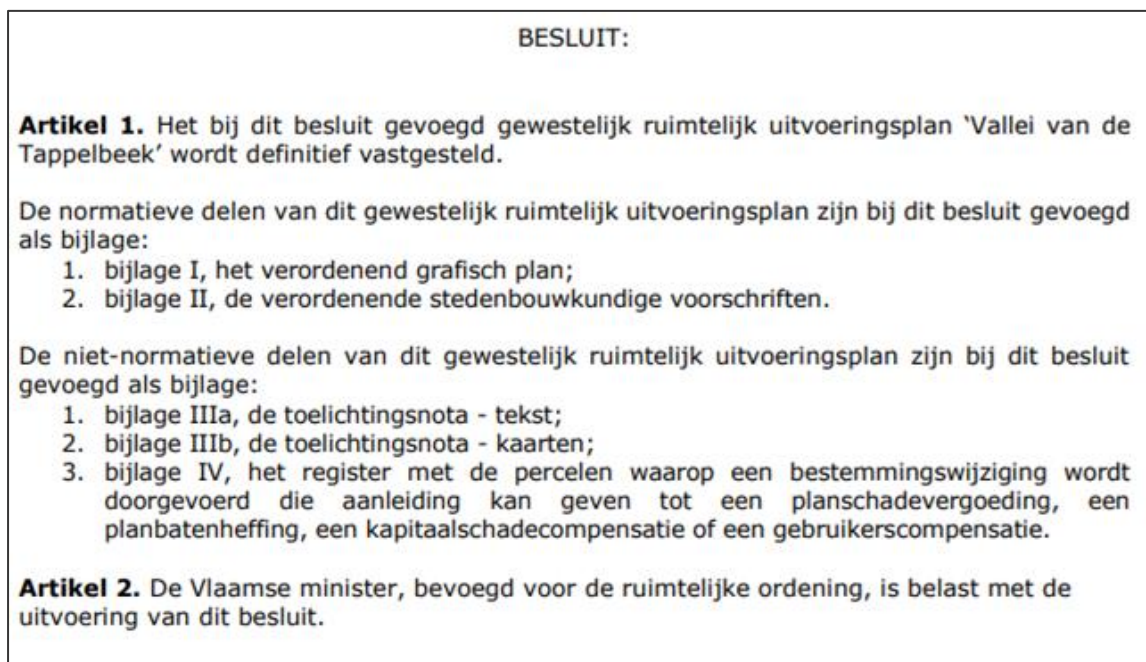 BESLUIT:
Artikel 1. Het bij dit besluit gevoegd gewestelijk ruimtelijk uitvoeringsplan ‘Vallei van de
Tappelbeek’ wordt definitief vastgesteld.
De normatieve delen van dit gewestelijk ruimtelijk uitvoeringsplan zijn bij dit besluit gevoegd
als bijlage:
1. bijlage I, het verordenend grafisch plan;
2. bijlage II, de verordenende stedenbouwkundige voorschriften.
De niet-normatieve delen van dit gewestelijk ruimtelijk uitvoeringsplan zijn bij dit besluit
gevoegd als bijlage:
1. bijlage IIIa, de toelichtingsnota - tekst;
2. bijlage IIIb, de toelichtingsnota - kaarten;
3. bijlage IV, het register met de percelen waarop een bestemmingswijziging wordt
doorgevoerd die aanleiding kan geven tot een planschadevergoeding, een
planbatenheffing, een kapitaalschadecompensatie of een gebruikerscompensatie.
Artikel 2. De Vlaamse minister, bevoegd voor de ruimtelijke ordening, is belast met de
uitvoering van dit besluit.